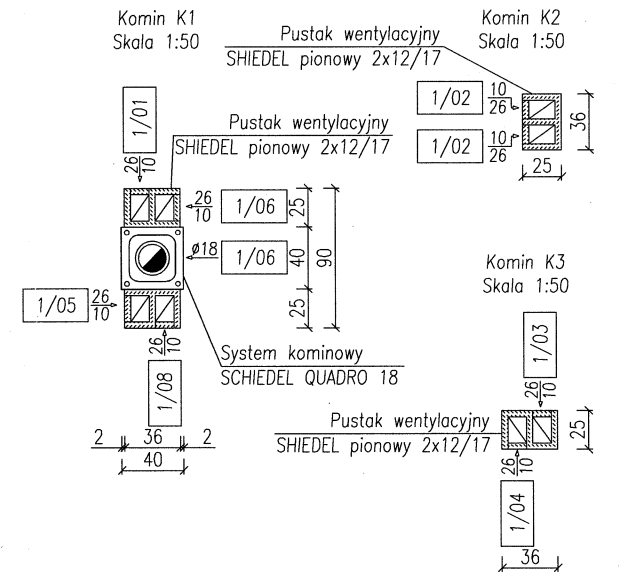 Komin K1
Skala 1:50
Pustak wentylacyjny
SHIEDEL pionowy 2x12/17
Komin K2
Skala 1:50
1/02
10
26
1/02
10
26
36
25
1/01
26
10
Pustak wentylacyjny
SHIEDEL pionowy 2x12/17
26
10
1/06
25
ø18
1/06
40
90
25
1/05
26
10
26
10
1/08
System kominowy
SCHIEDEL QUADRO 18
2
36
2
40
Komin K3
Skala 1:50
1/03
26
10
Pustak wentylacyjny
SHIEDEL pionowy 2x12/17
25
26
10
1/04
36